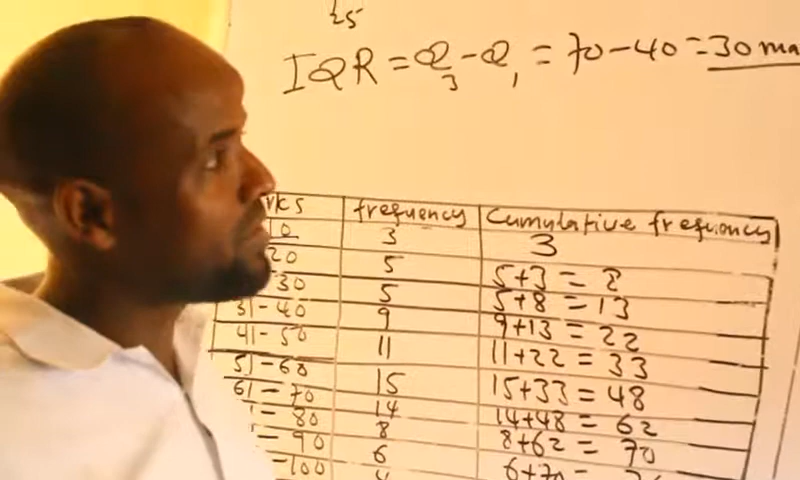 25
IQR = Q3 - Q1 = 70 - 40 = 30 ma
rks frequency Cumulative frequency
10 3 3
20 5 5+3 = 8
30 5 5+8 = 13
31-40 9 9+13 = 22
41-50 11 11+22 = 33
51-60 15 15+33 = 48
61-70 14 14+48 = 62
- 80 8 8+62 = 70
- 90 6 6+70 =
-100